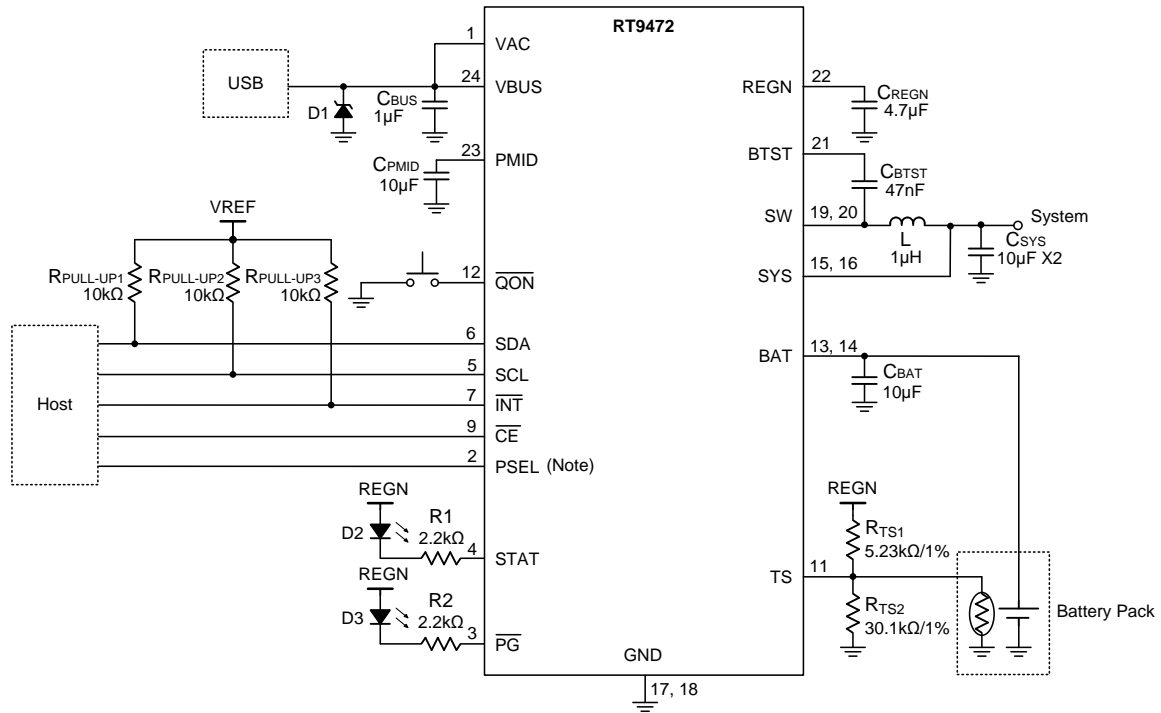 RT9472
1
VAC
USB
24
VBUS
D1
CBUS
1µF
23
PMID
CPMID
10µF
VREF
RPULL-UP1
10kΩ
RPULL-UP2
10kΩ
RPULL-UP3
10kΩ
12
QON
Host
6
SDA
5
SCL
7
INT
9
CE
2
PSEL (Note)
REGN
D2
R1
2.2kΩ
4
STAT
REGN
D3
R2
2.2kΩ
3
PG
GND
17, 18
REGN
22
CREGN
4.7µF
BTST
21
CBTST
47nF
SW
19, 20
L
1µH
System
CSYS
10µF X2
SYS
15, 16
BAT
13, 14
CBAT
10µF
REGN
RTS1
5.23kΩ/1%
TS
11
RTS2
30.1kΩ/1%
Battery Pack